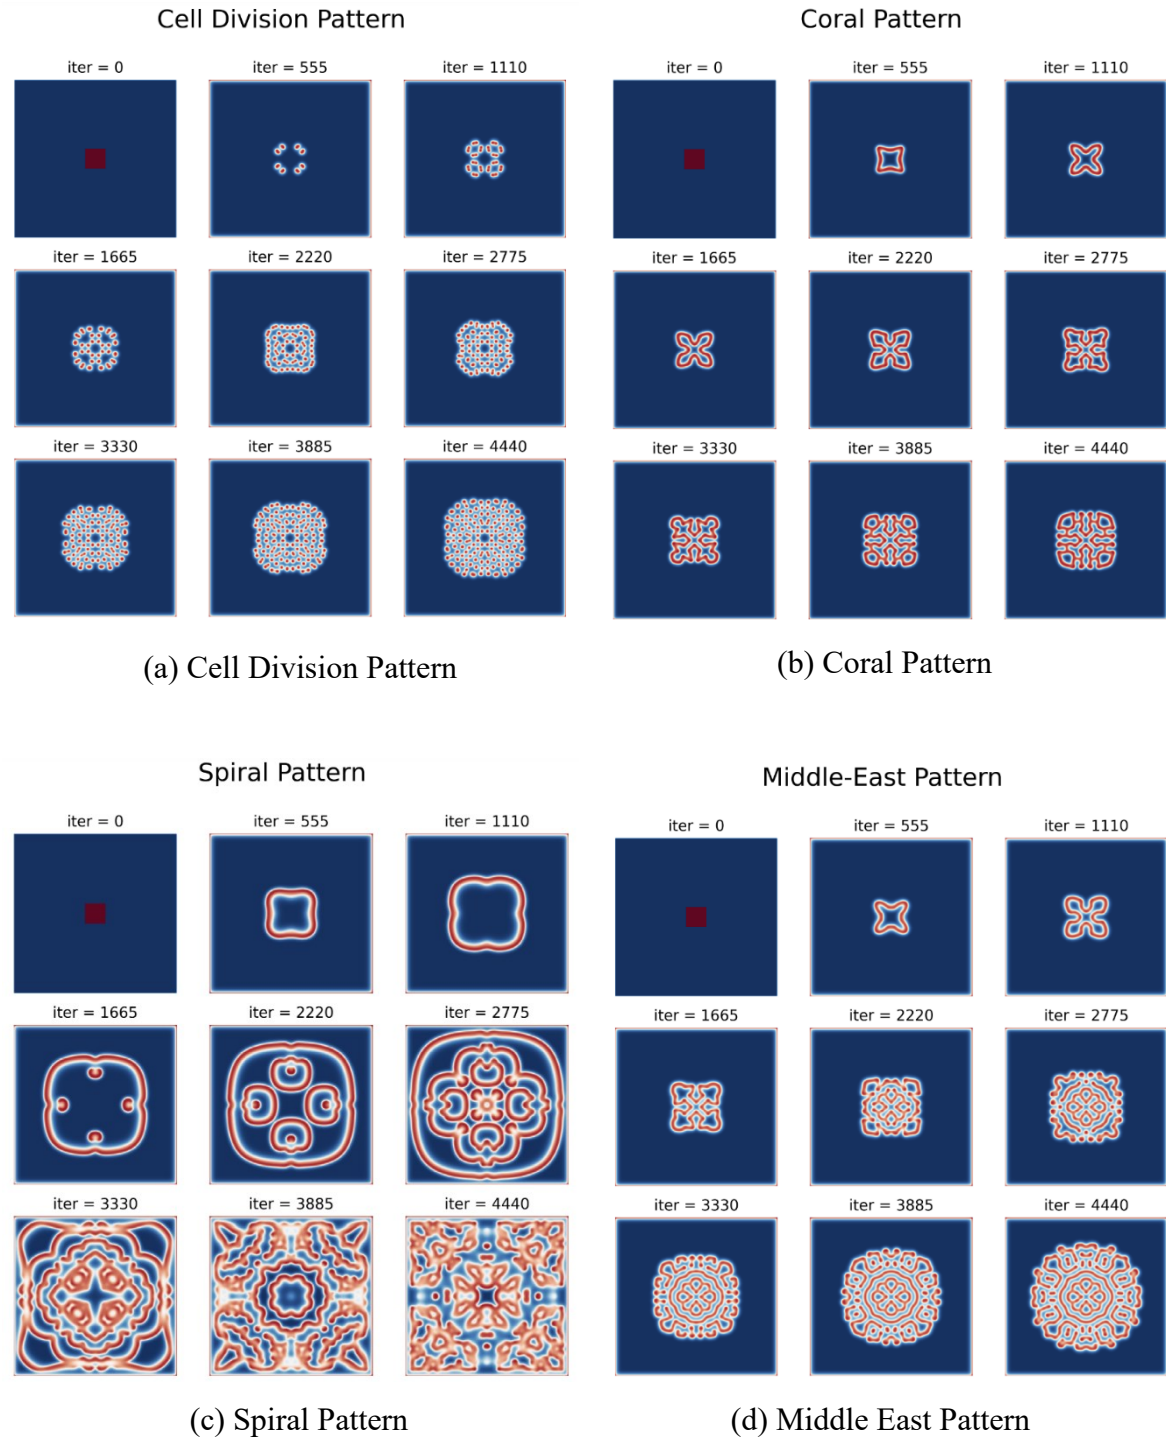 Cell Division Pattern
iter = 0 iter = 555 iter = 1110
iter = 1665 iter = 2220 iter = 2775
iter = 3330 iter = 3885 iter = 4440
(a) Cell Division Pattern
Coral Pattern
iter = 0 iter = 555 iter = 1110
iter = 1665 iter = 2220 iter = 2775
iter = 3330 iter = 3885 iter = 4440
(b) Coral Pattern
Spiral Pattern
iter = 0 iter = 555 iter = 1110
iter = 1665 iter = 2220 iter = 2775
iter = 3330 iter = 3885 iter = 4440
(c) Spiral Pattern
Middle-East Pattern
iter = 0 iter = 555 iter = 1110
iter = 1665 iter = 2220 iter = 2775
iter = 3330 iter = 3885 iter = 4440
(d) Middle East Pattern